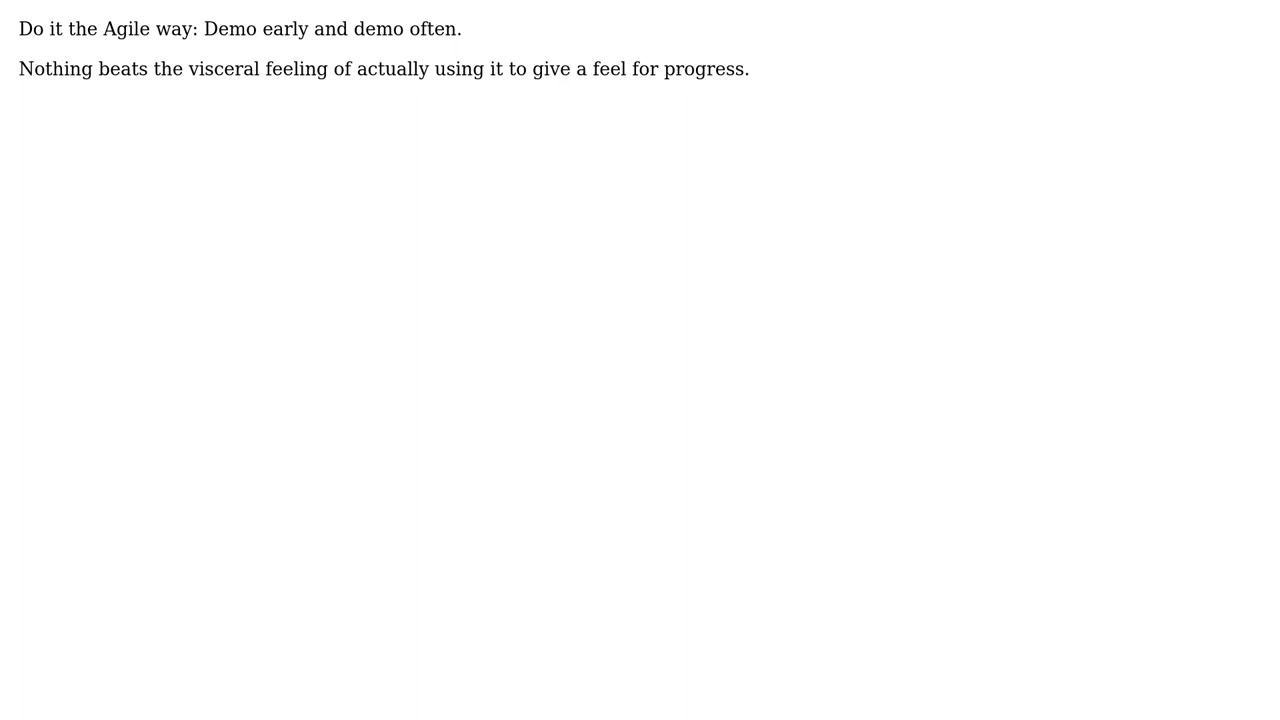 Do it the Agile way: Demo early and demo often.
Nothing beats the visceral feeling of actually using it to give a feel for progress.